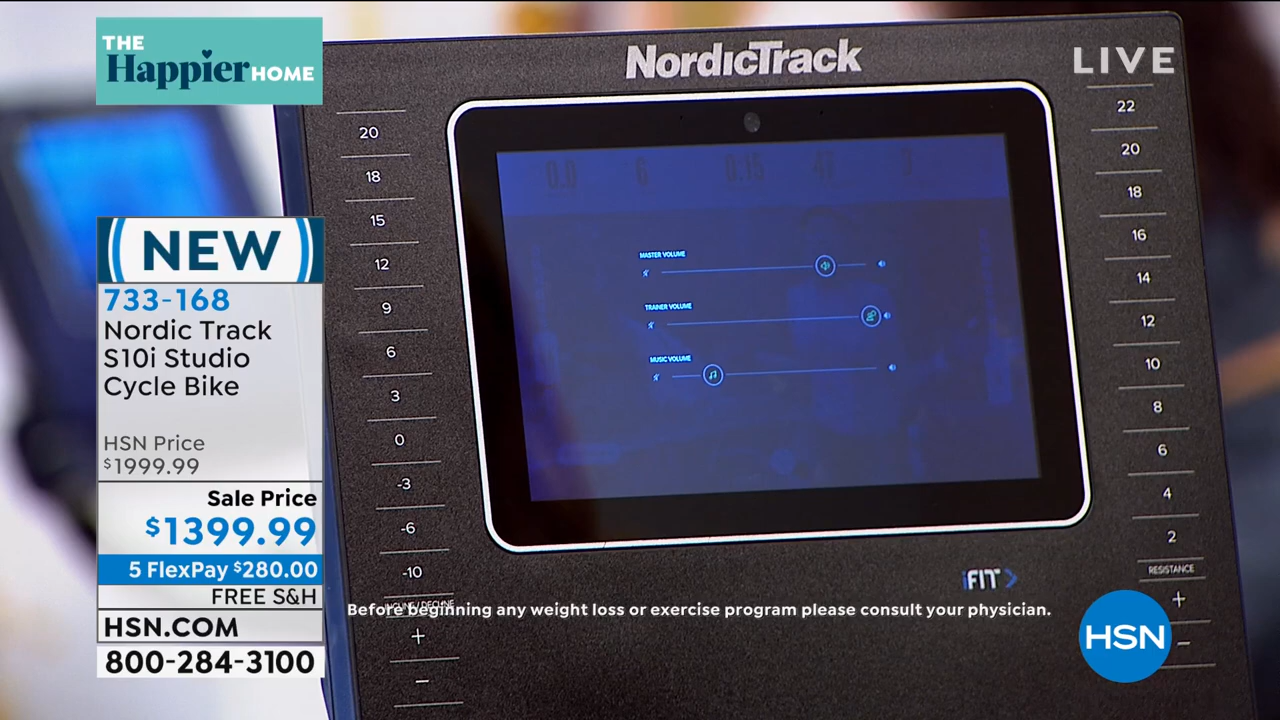 THE
Happier HOME
NordicTrack
LIVE
20
18
15
12
9
6
3
0
-3
-6
-10
INCLINE/DECLINE
+
−
MASTER VOLUME
TRAINER VOLUME
MUSIC VOLUME
22
20
18
16
14
12
10
8
6
4
2
RESISTANCE
+
−
iFIT
((NEW))
733-168
Nordic Track
S10i Studio
Cycle Bike
HSN Price
$1999.99
Sale Price
$1399.99
5 FlexPay $280.00
FREE S&H
HSN.COM
800-284-3100
Before beginning any weight loss or exercise program please consult your physician.
HSN